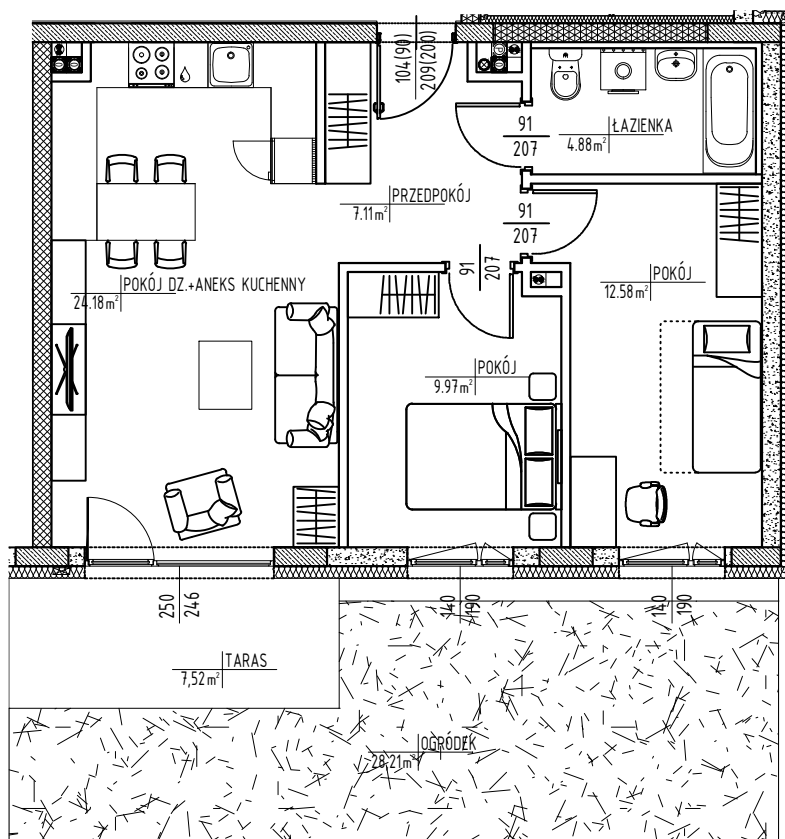 104(90)
209(200)
91
207
ŁAZIENKA
4.88m²
PRZEDPOKÓJ
7.11m²
91
207
91
207
POKÓJ DZ.+ANEKS KUCHENNY
24.18m²
POKÓJ
12.58m²
POKÓJ
9.97m²
250
246
140
190
140
190
TARAS
7,52m²
OGRÓDEK
28.21m²